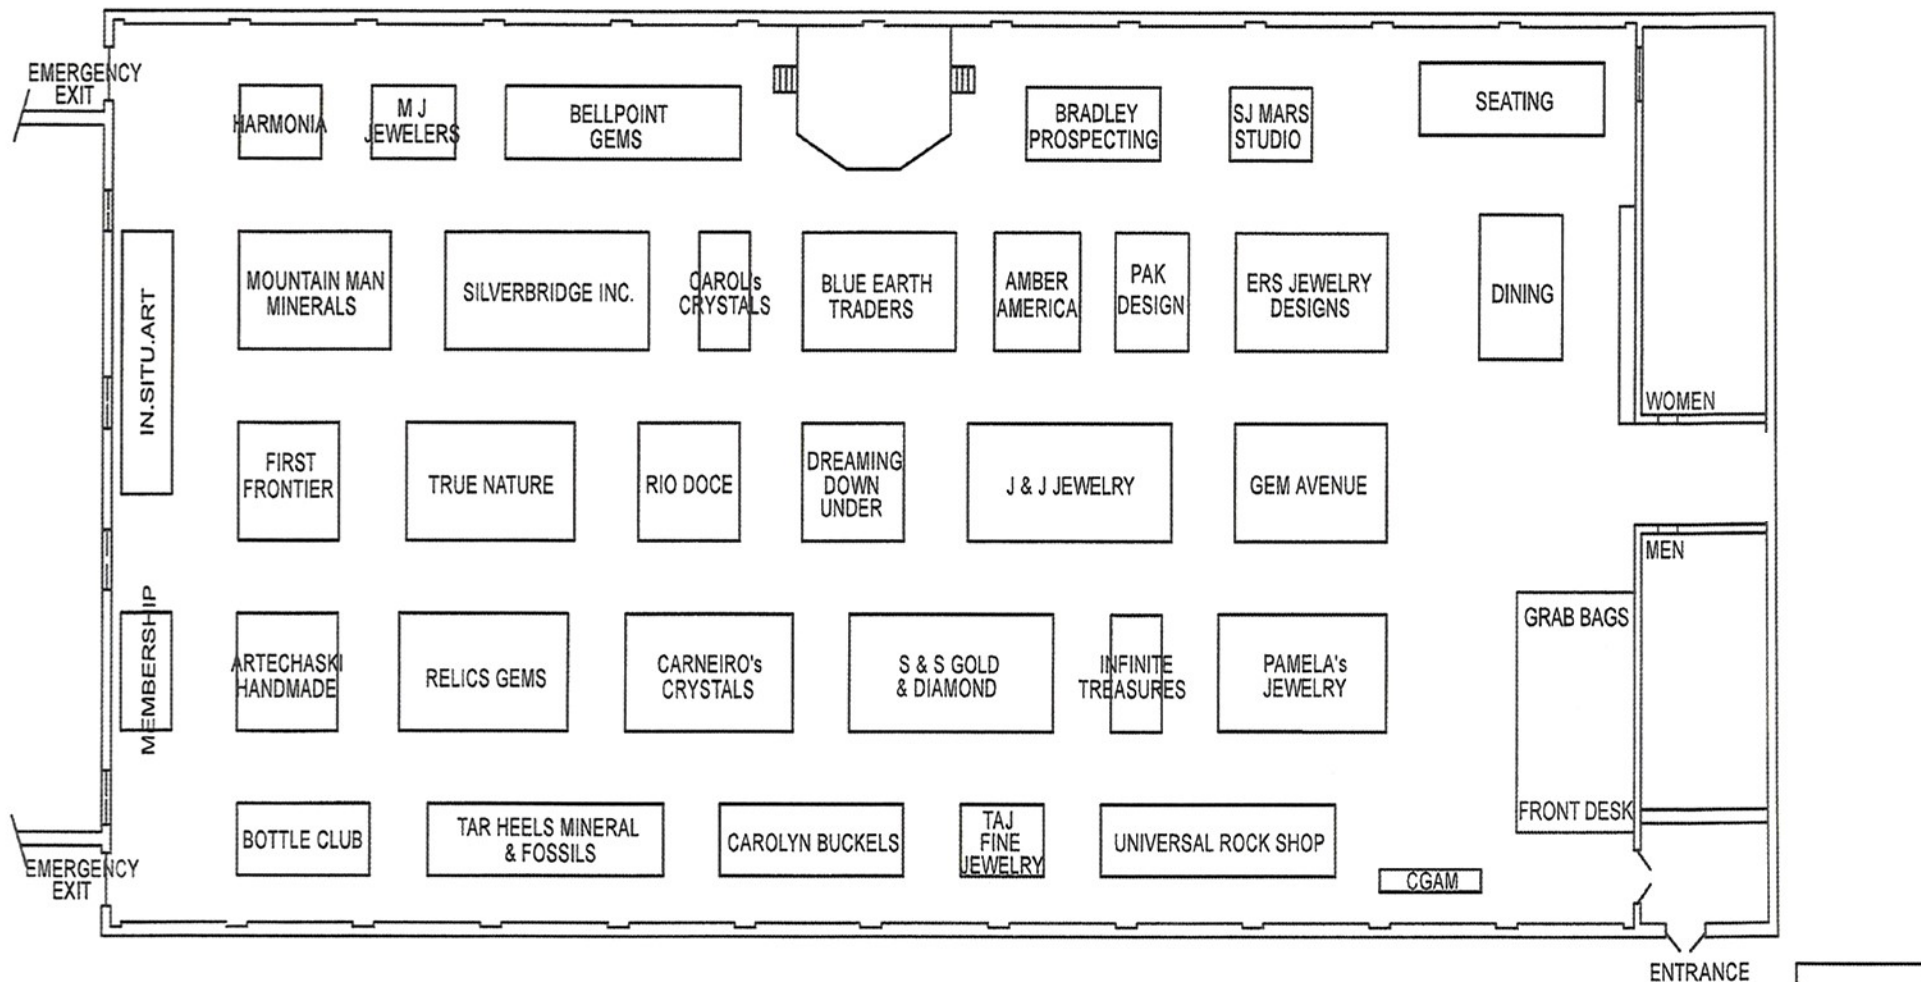 EMERGENCY
EXIT
HARMONIA
M J
JEWELERS
BELLPOINT
GEMS
BRADLEY
PROSPECTING
SJ MARS
STUDIO
SEATING
IN.SITU.ART
MOUNTAIN MAN
MINERALS
SILVERBRIDGE INC.
CAROL's
CRYSTALS
BLUE EARTH
TRADERS
AMBER
AMERICA
PAK
DESIGN
ERS JEWELRY
DESIGNS
DINING
WOMEN
FIRST
FRONTIER
TRUE NATURE
RIO DOCE
DREAMING
DOWN
UNDER
J & J JEWELRY
GEM AVENUE
MEN
MEMBERSHIP
ARTECHASKI
HANDMADE
RELICS GEMS
CARNEIRO's
CRYSTALS
S & S GOLD
& DIAMOND
INFINITE
TREASURES
PAMELA's
JEWELRY
GRAB BAGS
FRONT DESK
BOTTLE CLUB
TAR HEELS MINERAL
& FOSSILS
CAROLYN BUCKELS
TAJ
FINE
JEWELRY
UNIVERSAL ROCK SHOP
CGAM
EMERGENCY
EXIT
ENTRANCE